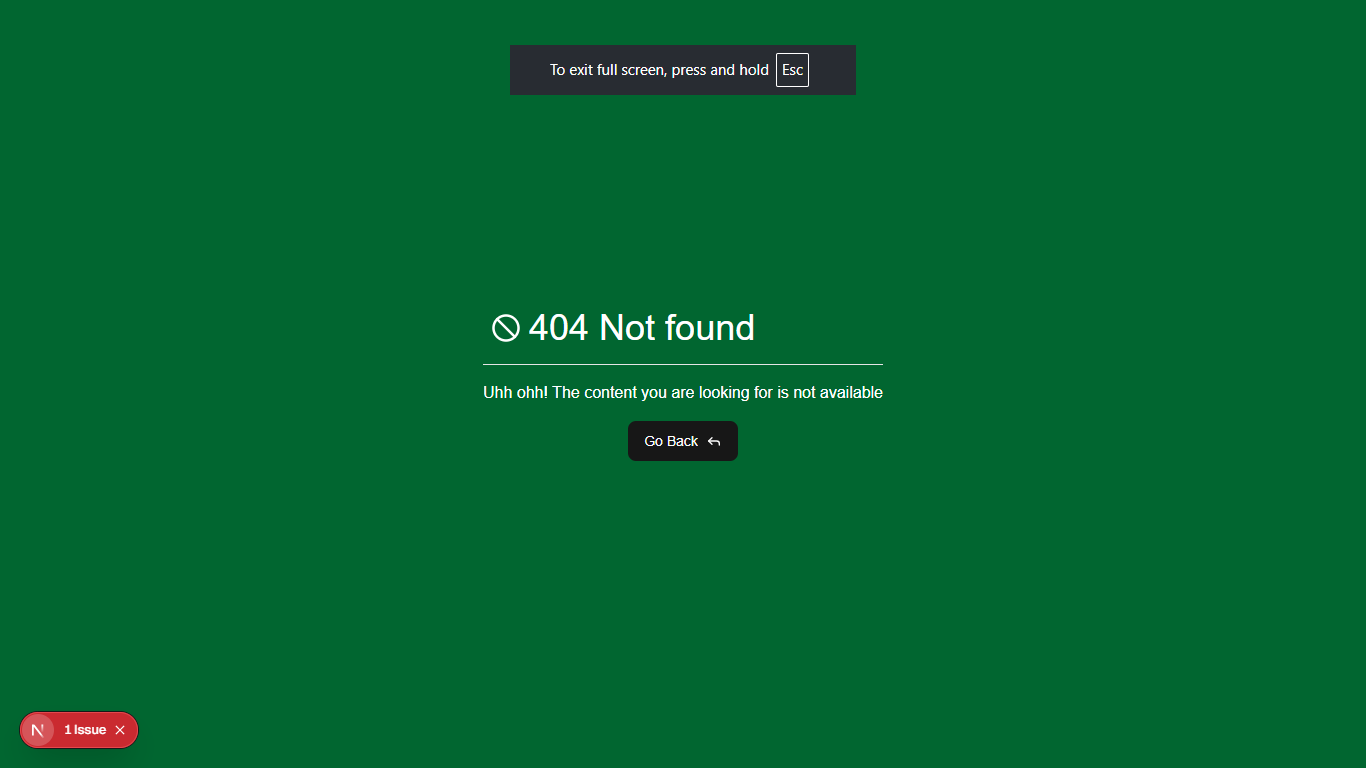 To exit full screen, press and hold Esc
404 Not found
Uhh ohh! The content you are looking for is not available
Go Back
N 1 Issue